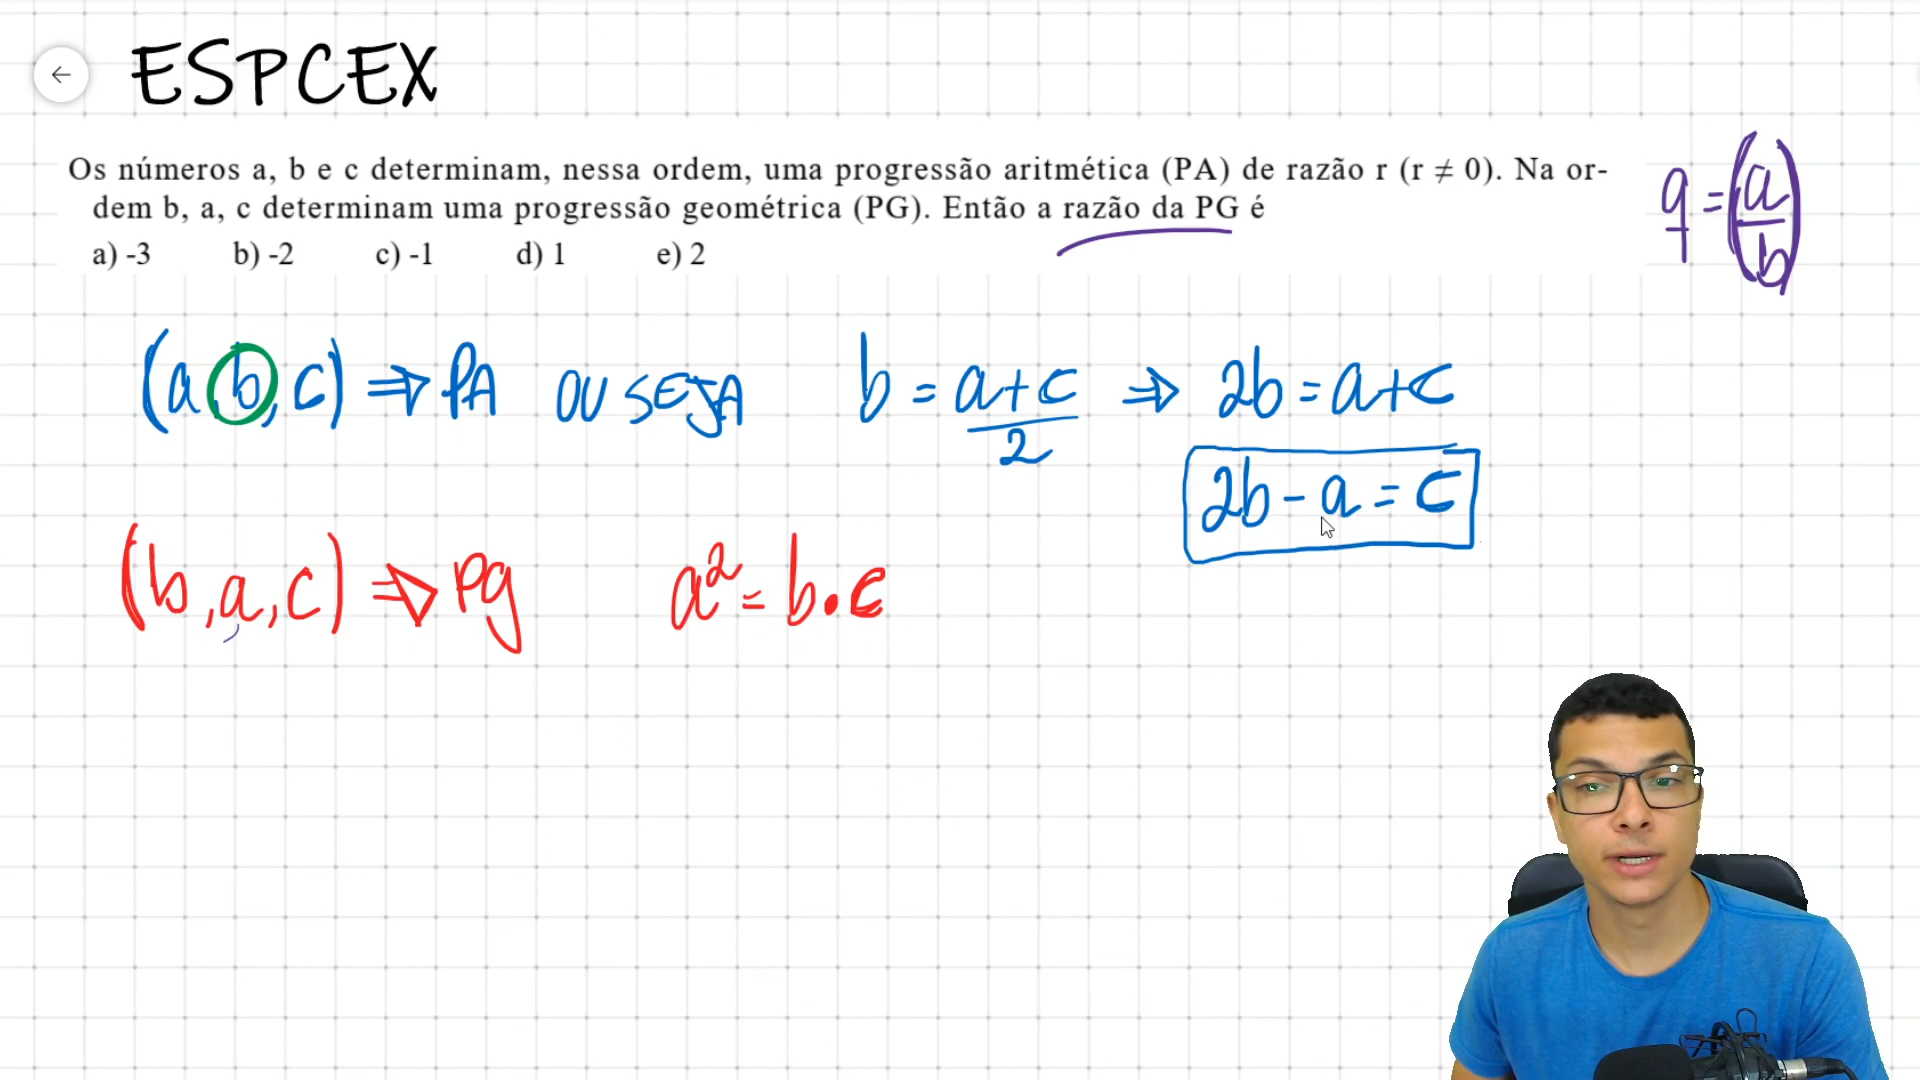 ESPCEX
Os números a, b e c determinam, nessa ordem, uma progressão aritmética (PA) de razão r (r ≠ 0). Na or-
dem b, a, c determinam uma progressão geométrica (PG). Então a razão da PG é
a) -3 b) -2 c) -1 d) 1 e) 2
q = (a/b)
(a, b, c) ⇒ PA OU SEJA b = a+c/2 ⇒ 2b = a+c
2b - a = c
(b, a, c) ⇒ PG a² = b·c